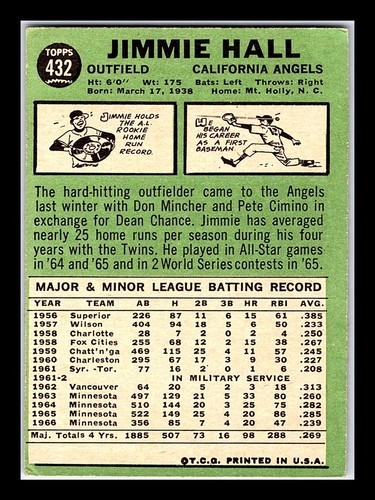 TOPPS
432
JIMMIE HALL
OUTFIELD CALIFORNIA ANGELS
Ht: 6'0" Wt: 175 Bats: Left Throws: Right
Born: March 17, 1938 Home: Mt. Holly, N. C.
JIMMIE HOLDS
THE A.L.
ROOKIE
HOME
RUN
RECORD.
HE
BEGAN
HIS CAREER
AS A FIRST
BASEMAN.
The hard-hitting outfielder came to the Angels
last winter with Don Mincher and Pete Cimino in
exchange for Dean Chance. Jimmie has averaged
nearly 25 home runs per season during his four
years with the Twins. He played in All-Star games
in '64 and '65 and in 2 World Series contests in '65.
MAJOR & MINOR LEAGUE BATTING RECORD
YEAR TEAM AB H 2B 3B HR RBI AVG.
1956 Superior 226 87 11 6 15 61 .385
1957 Wilson 404 94 18 5 6 50 .233
1958 Charlotte 28 7 2 0 2 4 .250
1958 Fox Cities 255 68 12 2 15 38 .267
1959 Chatt'n'ga 469 115 25 4 11 57 .245
1960 Charleston 295 67 17 3 9 30 .227
1961 Syr.-Tor. 77 16 2 0 1 6 .208
1961-2 IN MILITARY SERVICE
1962 Vancouver 64 20 5 2 3 18 .313
1963 Minnesota 497 129 21 5 33 80 .260
1964 Minnesota 510 144 20 3 25 75 .282
1965 Minnesota 522 149 25 4 20 86 .285
1966 Minnesota 356 85 7 4 20 47 .239
Maj. Totals 4 Yrs. 1885 507 73 16 98 288 .269
©T.C.G. PRINTED IN U.S.A.